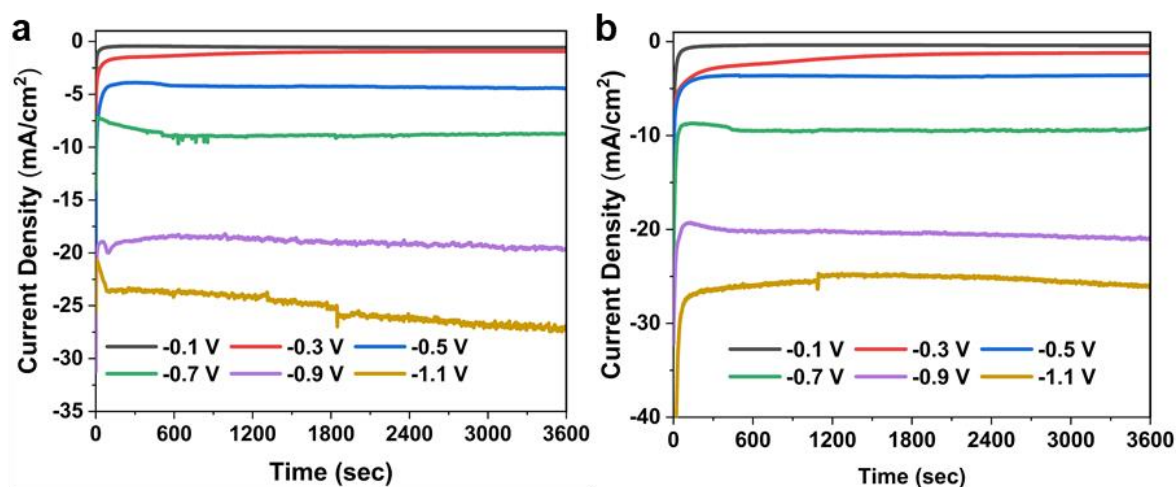 a
Current Density (mA/cm²)
0
-5
-10
-15
-20
-25
-30
-35
-0.1 V -0.3 V -0.5 V
-0.7 V -0.9 V -1.1 V
0 600 1200 1800 2400 3000 3600
Time (sec)
b
Current Density (mA/cm²)
0
-10
-20
-30
-40
-0.1 V -0.3 V -0.5 V
-0.7 V -0.9 V -1.1 V
0 600 1200 1800 2400 3000 3600
Time (sec)